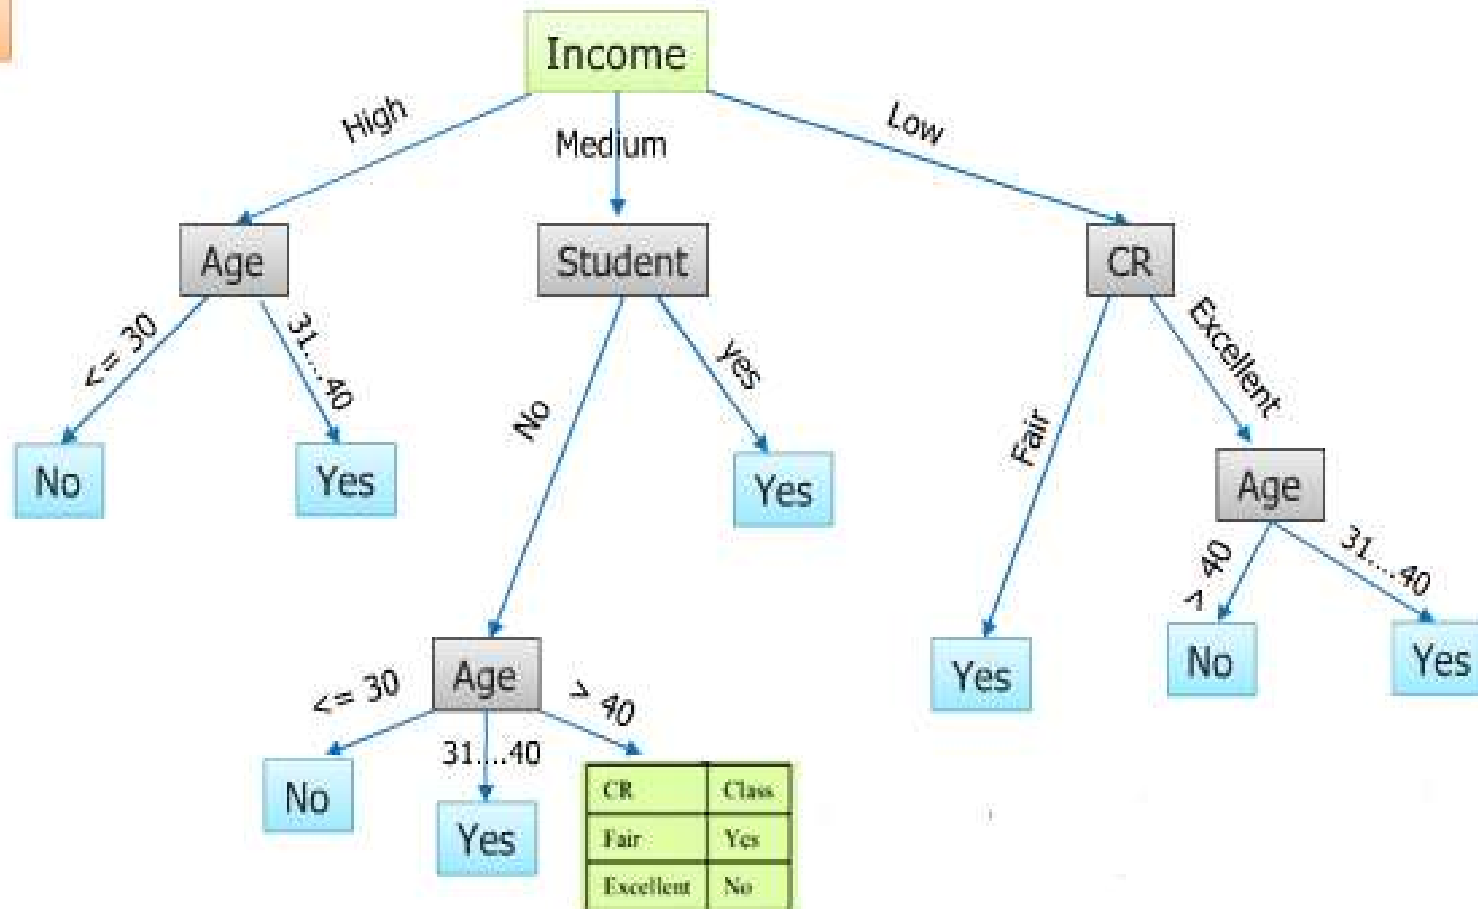 Income
High
Medium
Low
Age
Student
CR
<= 30
31....40
No
yes
Fair
Excellent
No
Yes
Yes
Age
> 40
31....40
Age
Yes
No
Yes
<= 30
31....40
> 40
No
Yes
CR Class
Fair Yes
Excellent No